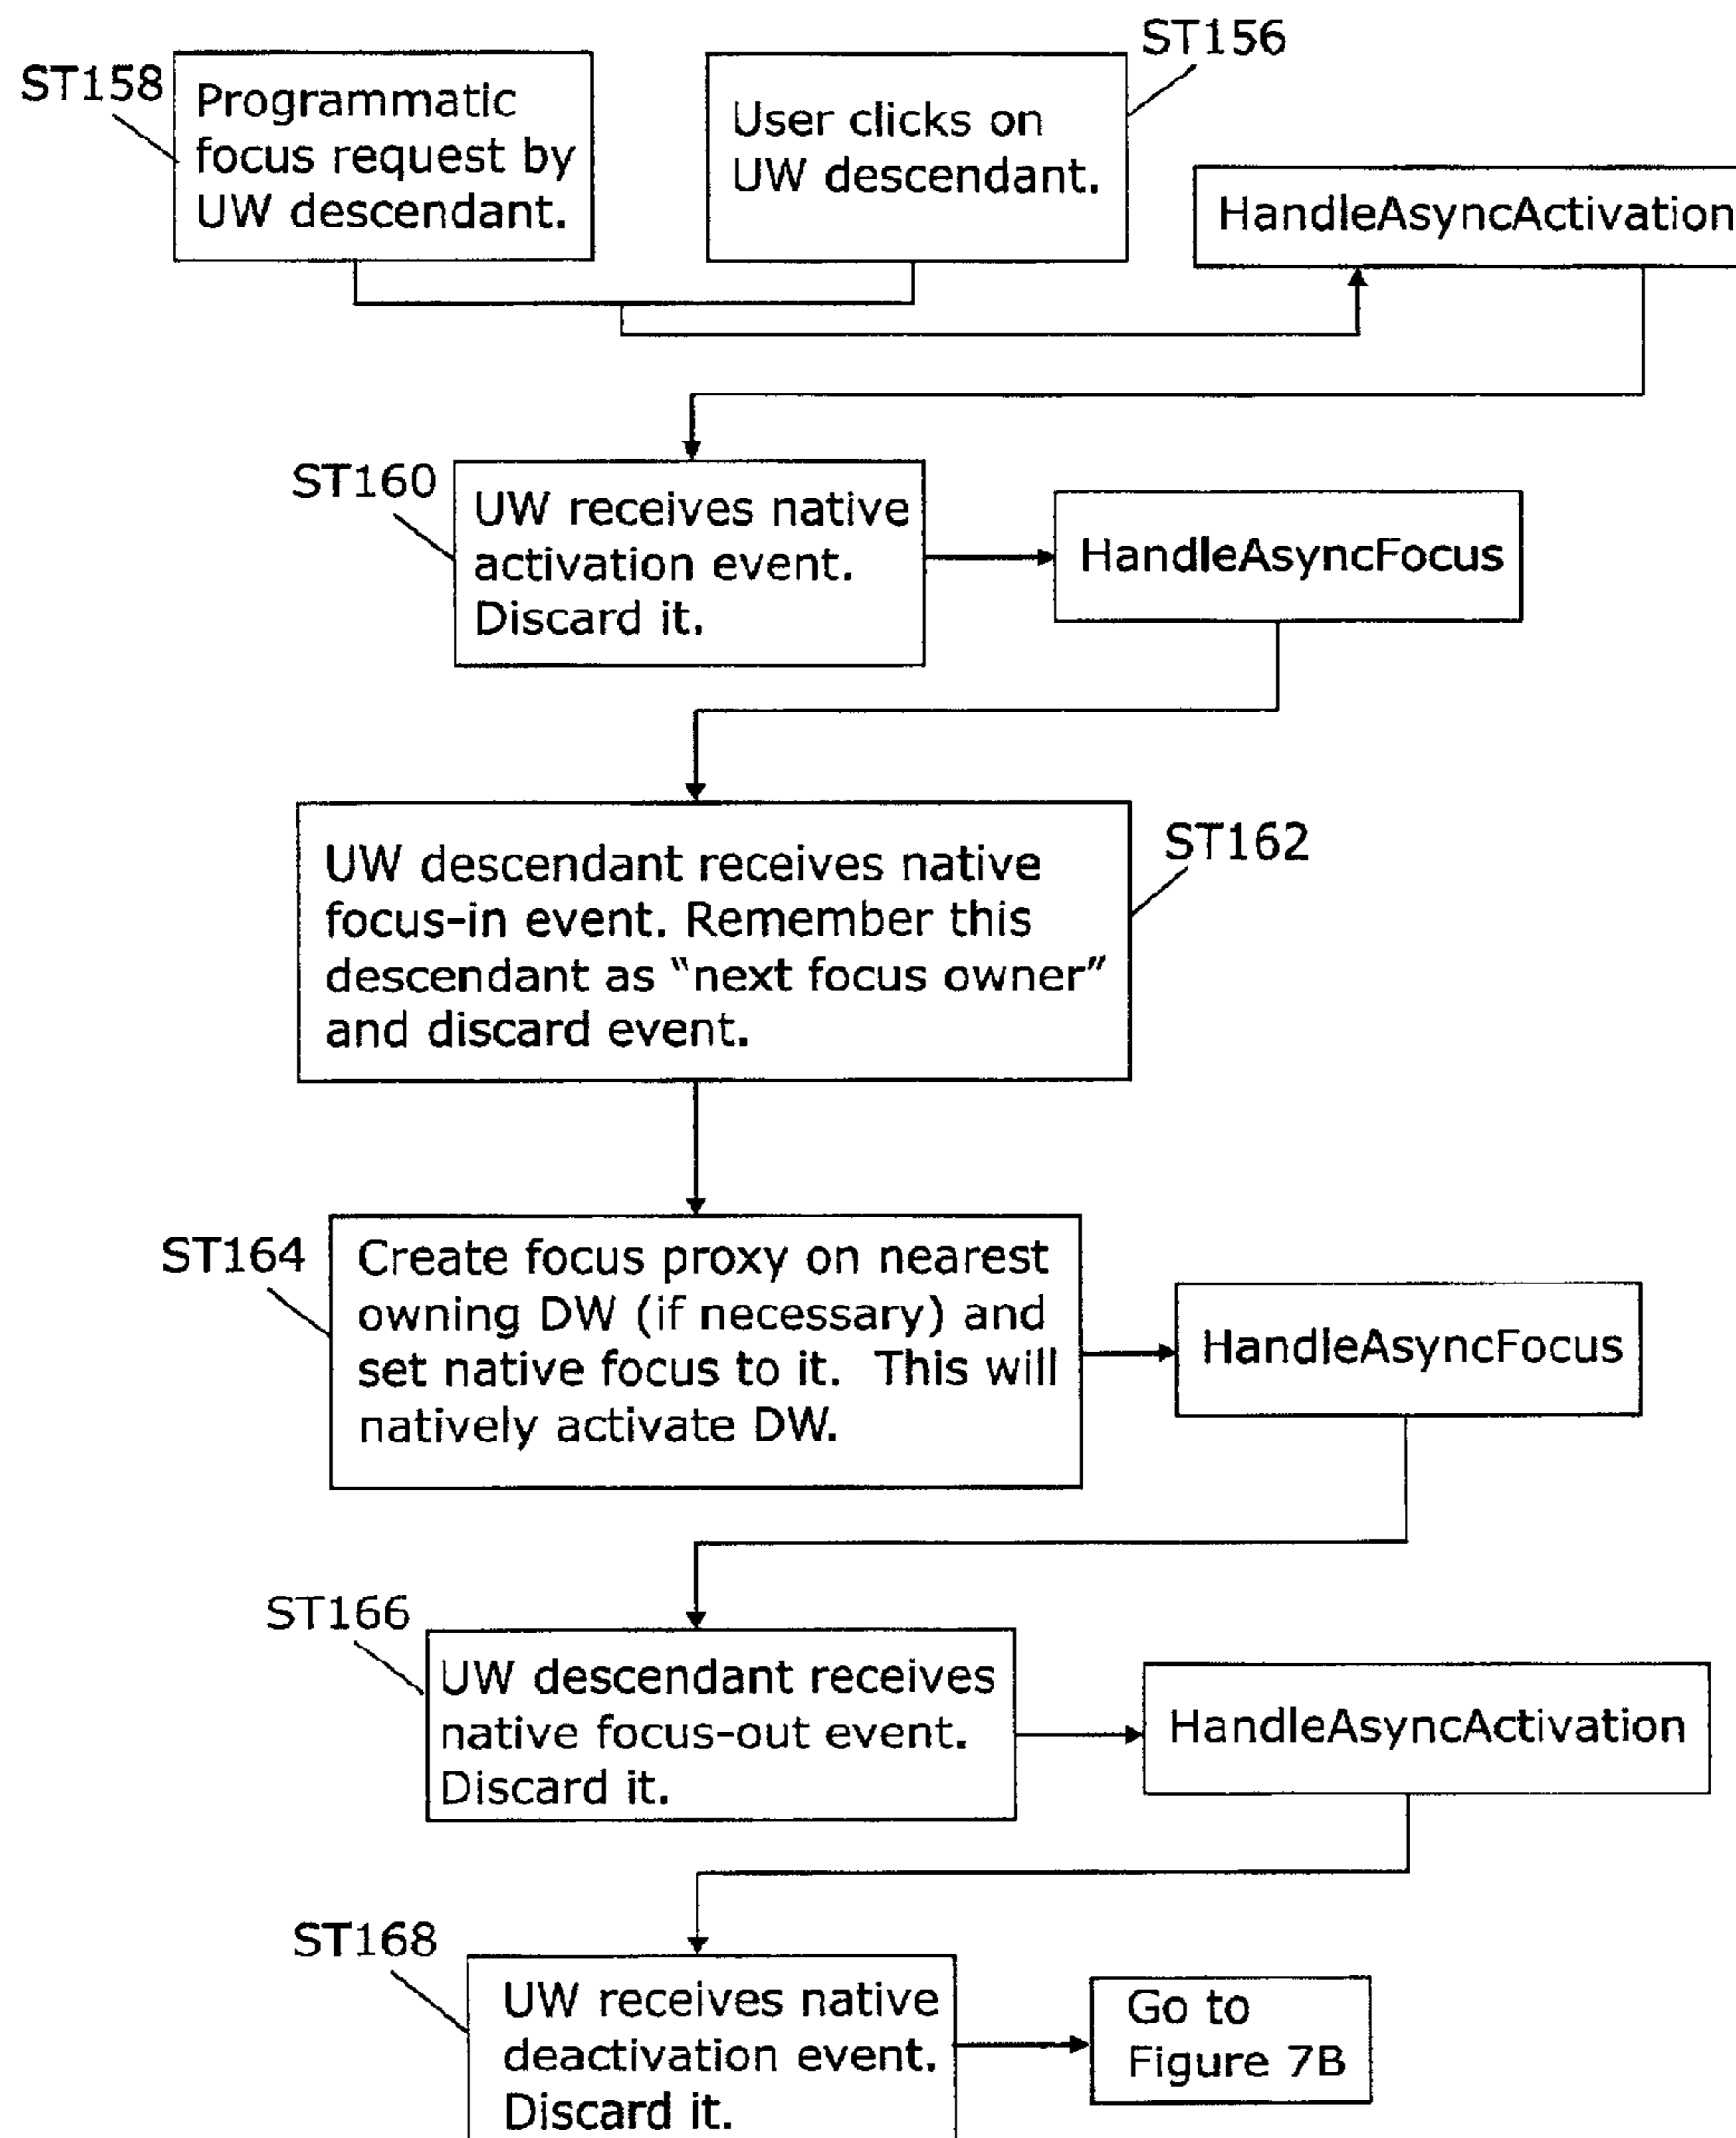 ST158
Programmatic
focus request by
UW descendant.
ST156
User clicks on
UW descendant.
HandleAsyncActivation
ST160
UW receives native
activation event.
Discard it.
HandleAsyncFocus
UW descendant receives native
focus-in event. Remember this
descendant as “next focus owner”
and discard event.
ST162
ST164
Create focus proxy on nearest
owning DW (if necessary) and
set native focus to it. This will
natively activate DW.
HandleAsyncFocus
ST166
UW descendant receives
native focus-out event.
Discard it.
HandleAsyncActivation
ST168
UW receives native
deactivation event.
Discard it.
Go to
Figure 7B